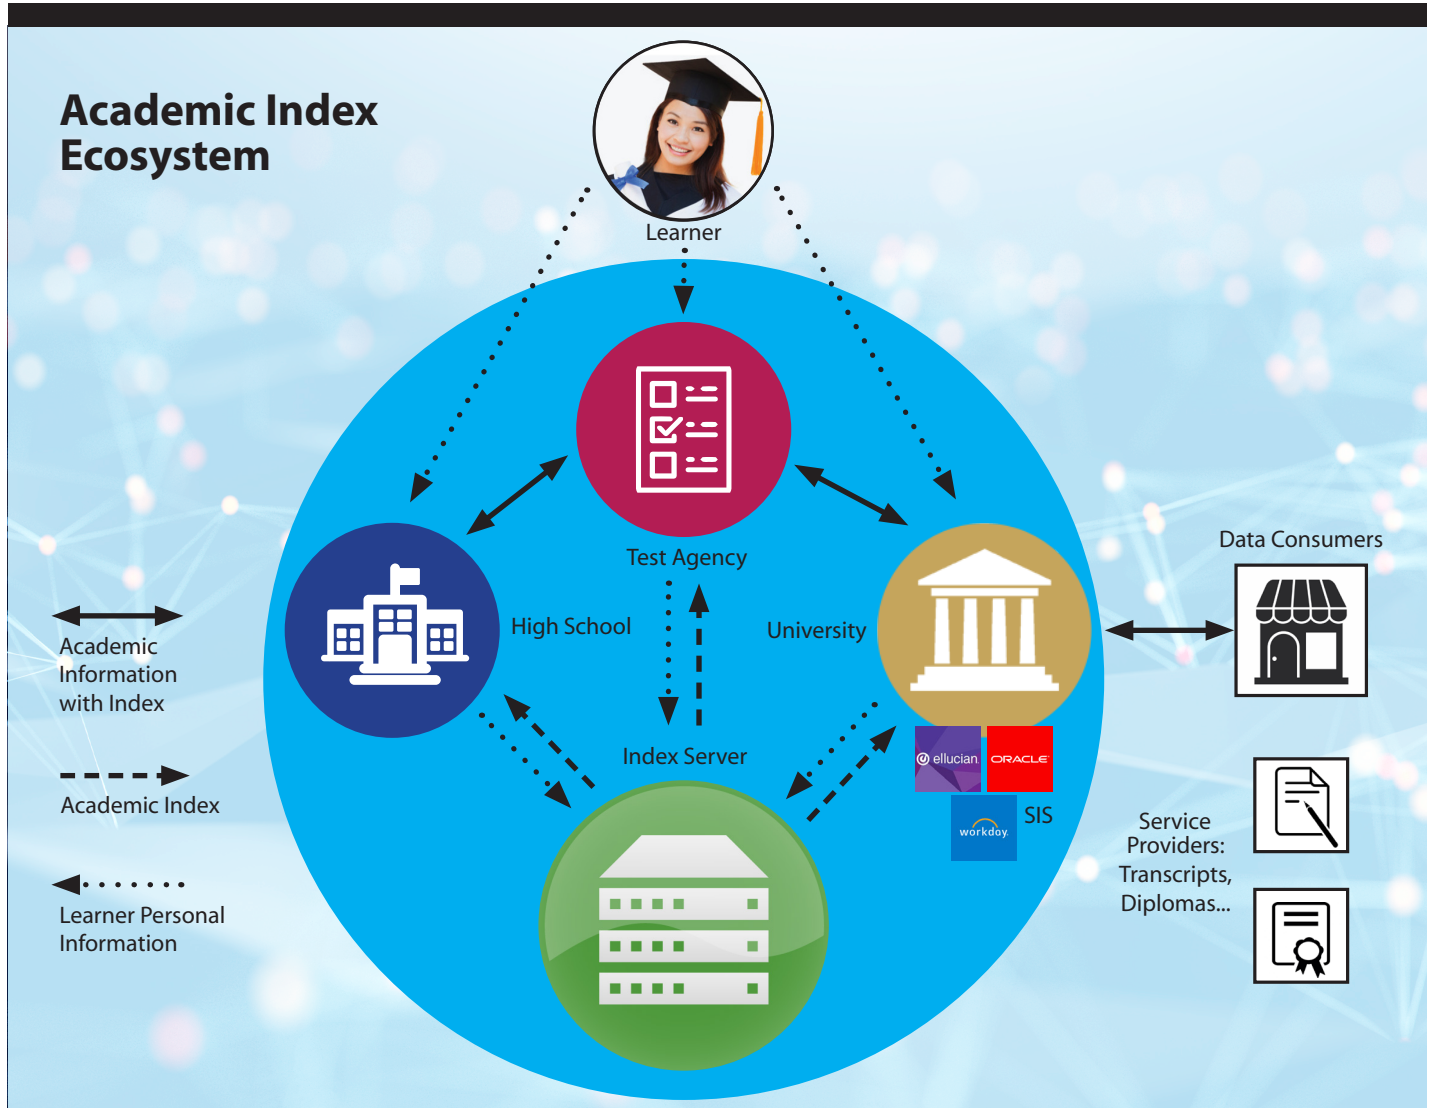 Academic Index
Ecosystem
Learner
Test Agency
High School
University
Index Server
Data Consumers
Academic
Information
with Index
Academic Index
Learner Personal
Information
ellucian
ORACLE
workday
SIS
Service
Providers:
Transcripts,
Diplomas...